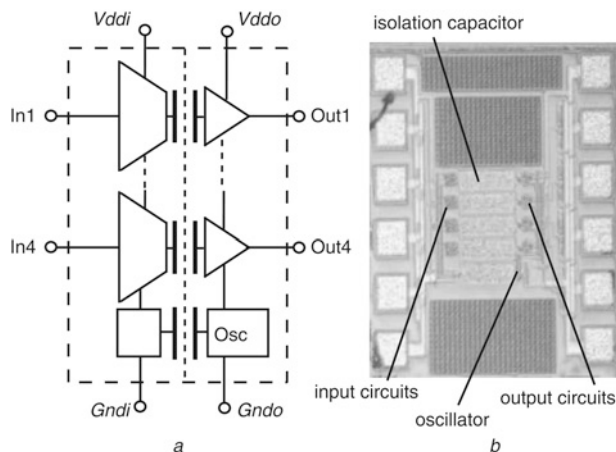 Vddi
Vddo
In1
Out1
In4
Out4
Osc
Gndi
Gndo
a
isolation capacitor
input circuits
output circuits
oscillator
b